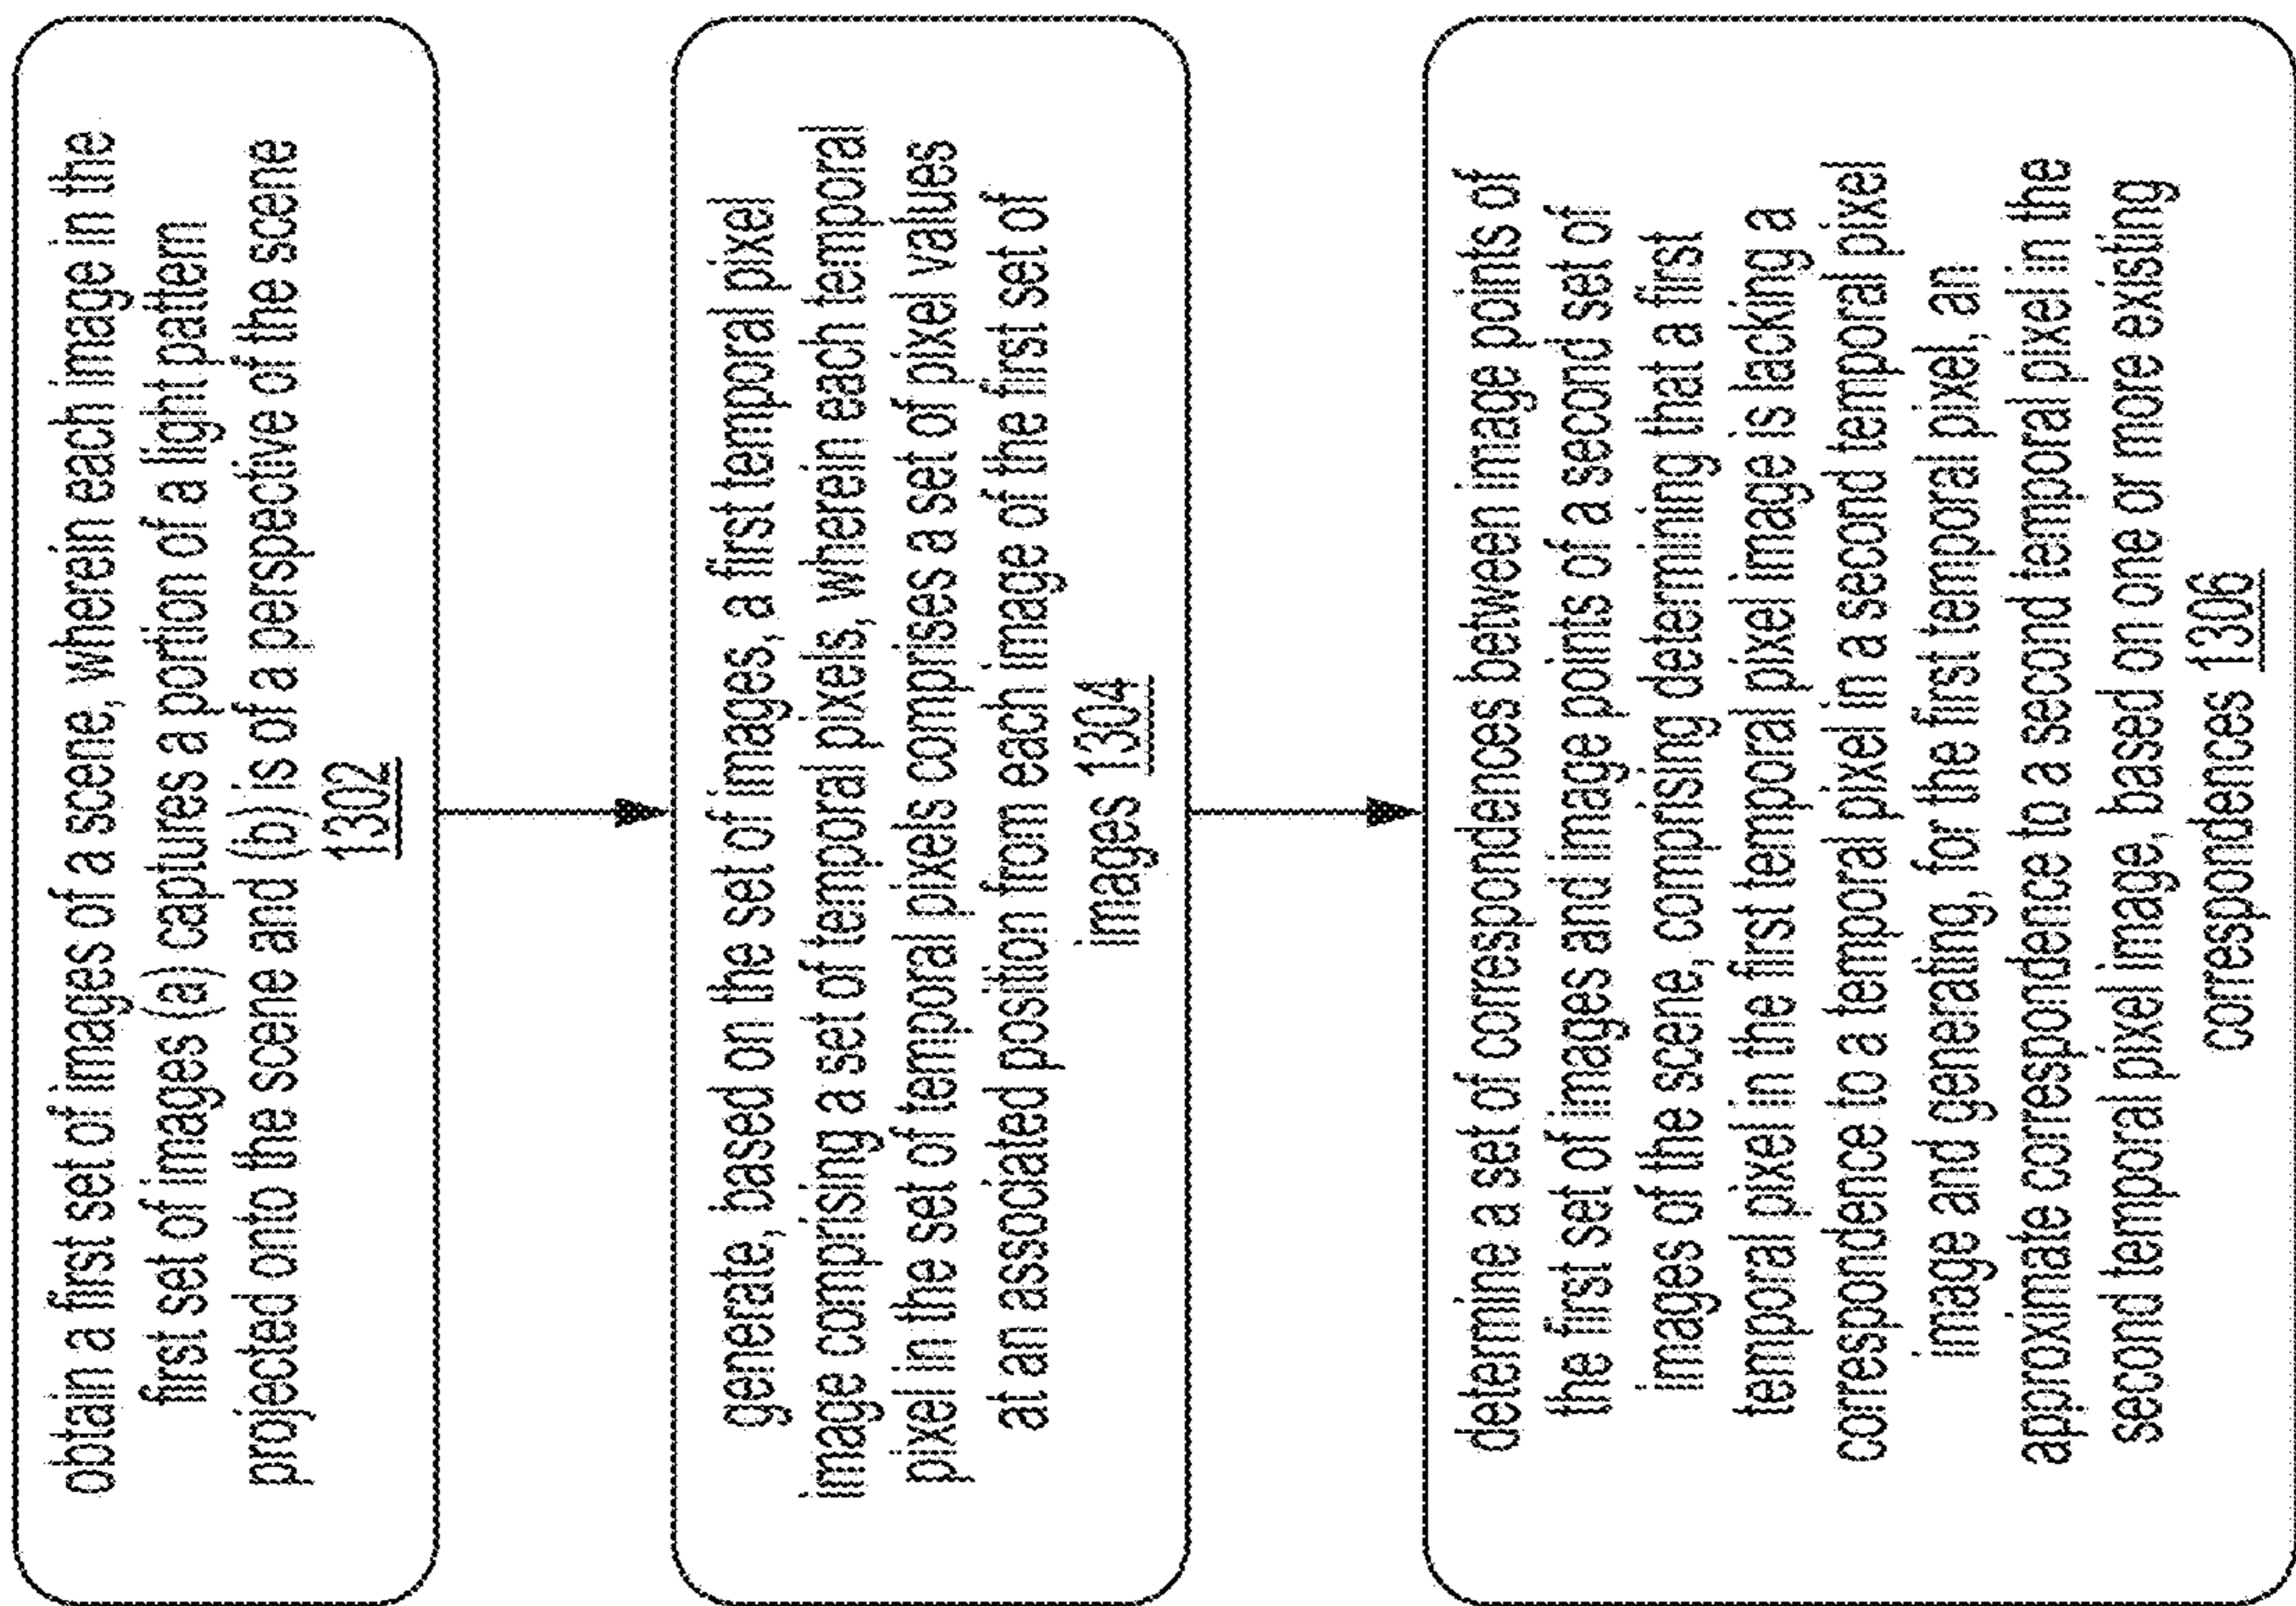 obtain a first set of images of a scene, wherein each image in the
first set of images (a) captures a portion of a light pattern
projected onto the scene and (b) is of a perspective of the scene
1302
generate, based on the set of images, a first temporal pixel
image comprising a set of temporal pixels, wherein each temporal
pixel in the set of temporal pixels comprises a set of pixel values
at an associated position from each image of the first set of
images 1304
determine a set of correspondences between image points of
the first set of images and image points of a second set of
images of the scene, comprising determining that a first
temporal pixel in the first temporal pixel image is lacking a
correspondence to a temporal pixel in a second temporal pixel
image and generating, for the first temporal pixel, an
approximate correspondence to a second temporal pixel in the
second temporal pixel image, based on one or more existing
correspondences 1306